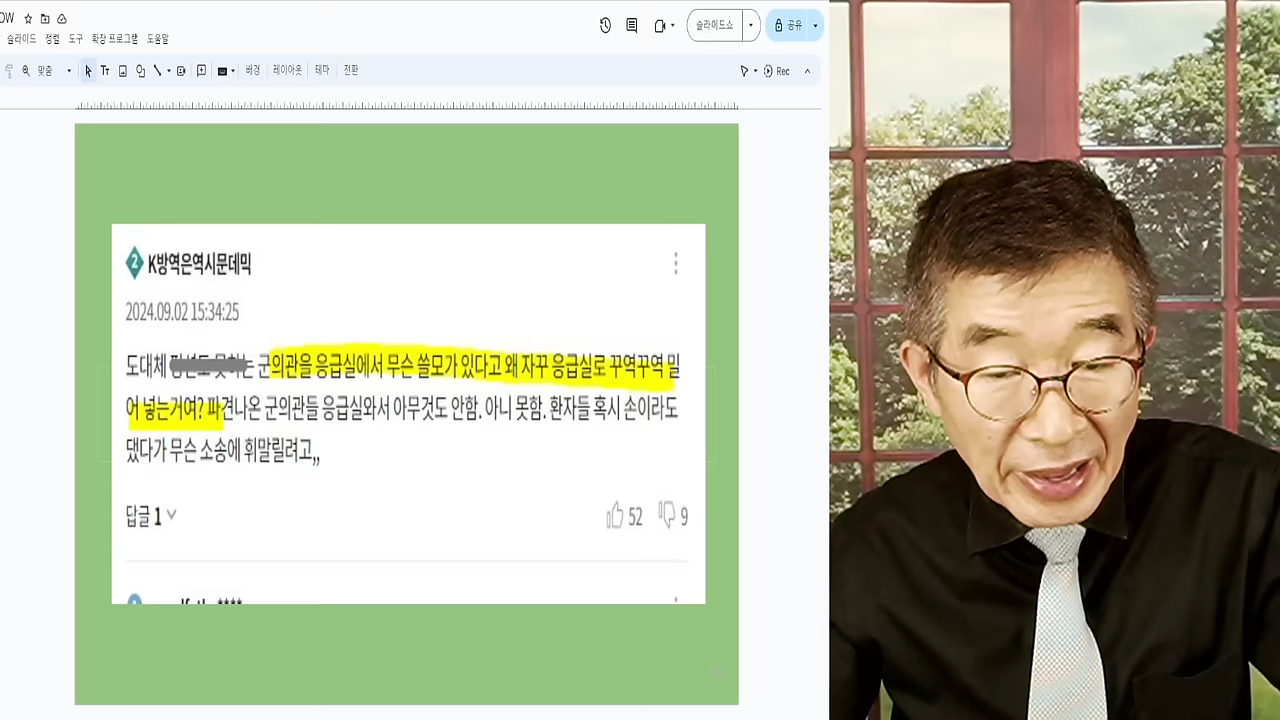 OW
슬라이드 정렬 도구 확장 프로그램 도움말
슬라이드쇼
공유
맞춤
Tт
배경 레이아웃 테마 전환
Rec
2 K방역은역시문데믹
2024.09.02 15:34:25
도대체 군의관을 응급실에서 무슨 쓸모가 있다고 왜 자꾸 응급실로 꾸역꾸역 밀
어 넣는거여? 파견나온 군의관들 응급실와서 아무것도 안함. 아니 못함. 환자들 혹시 손이라도
댔다가 무슨 소송에 휘말릴려고,,
답글 1
52 9